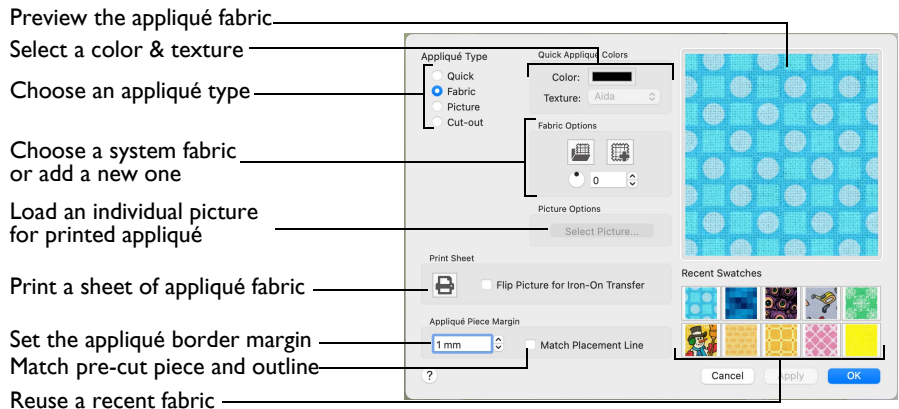 Preview the appliqué fabric
Select a color & texture
Choose an appliqué type
Choose a system fabric
or add a new one
Load an individual picture
for printed appliqué
Print a sheet of appliqué fabric
Set the appliqué border margin
Match pre-cut piece and outline
Reuse a recent fabric
Appliqué Type
Quick
Fabric
Picture
Cut-out
Quick Appliqué Colors
Color:
Texture: Aida
Fabric Options
0
Picture Options
Select Picture...
Print Sheet
Flip Picture for Iron-On Transfer
Appliqué Piece Margin
1 mm
Match Placement Line
Recent Swatches
?
Cancel Apply OK